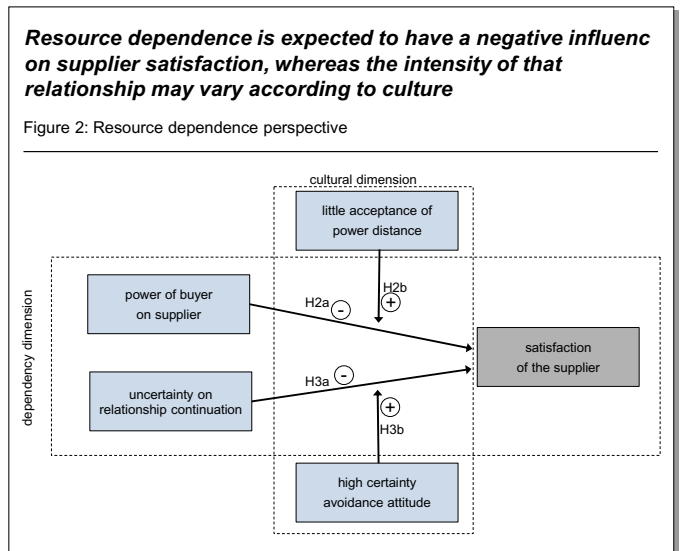 Resource dependence is expected to have a negative influenc
on supplier satisfaction, whereas the intensity of that
relationship may vary according to culture
Figure 2: Resource dependence perspective
cultural dimension
little acceptance of
power distance
H2b
+
power of buyer
on supplier
H2a
-
satisfaction
of the supplier
dependency dimension
uncertainty on
relationship continuation
H3a
-
+
H3b
high certainty
avoidance attitude